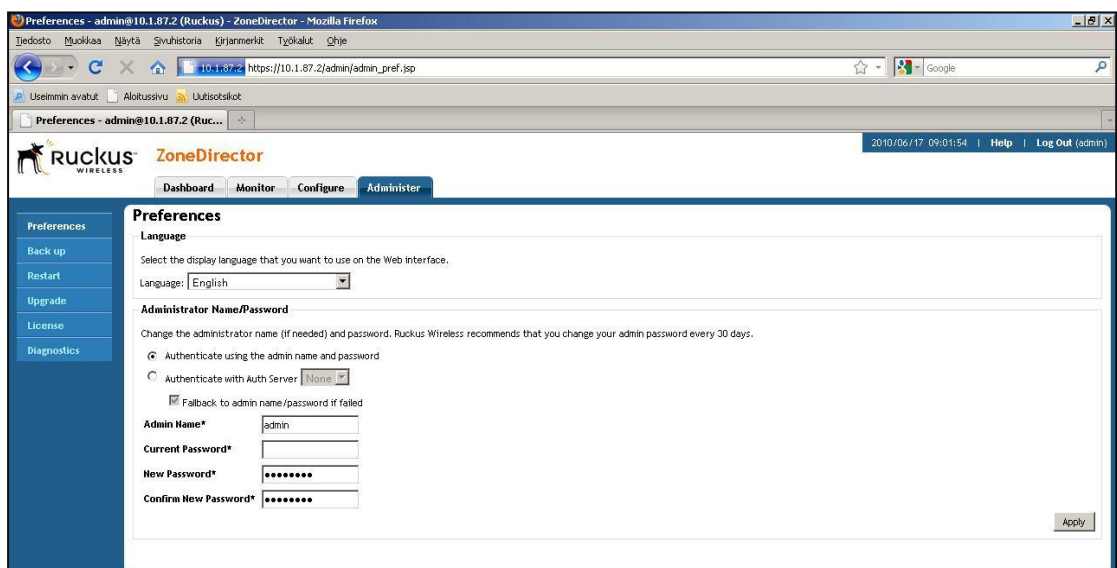 Preferences - admin@10.1.87.2 (Ruckus) - ZoneDirector - Mozilla Firefox
Tiedosto Muokkaa Näytä Sivuhistoria Kirjanmerkit Työkalut Ohje
10.1.87.2 https://10.1.87.2/admin/admin_pref.jsp Google
Useimmin avatut Aloitussivu Uutisotsikot
Preferences - admin@10.1.87.2 (Ruc...
2010/06/17 09:01:54 | Help | Log Out (admin)
Ruckus WIRELESS ZoneDirector
Dashboard Monitor Configure Administer
Preferences
Back up
Restart
Upgrade
License
Diagnostics
Preferences
Language
Select the display language that you want to use on the Web interface.
Language: English
Administrator Name/Password
Change the administrator name (if needed) and password. Ruckus Wireless recommends that you change your admin password every 30 days.
Authenticate using the admin name and password
Authenticate with Auth Server None
Fallback to admin name/password if failed
Admin Name* admin
Current Password*
New Password* ••••••••
Confirm New Password* ••••••••
Apply